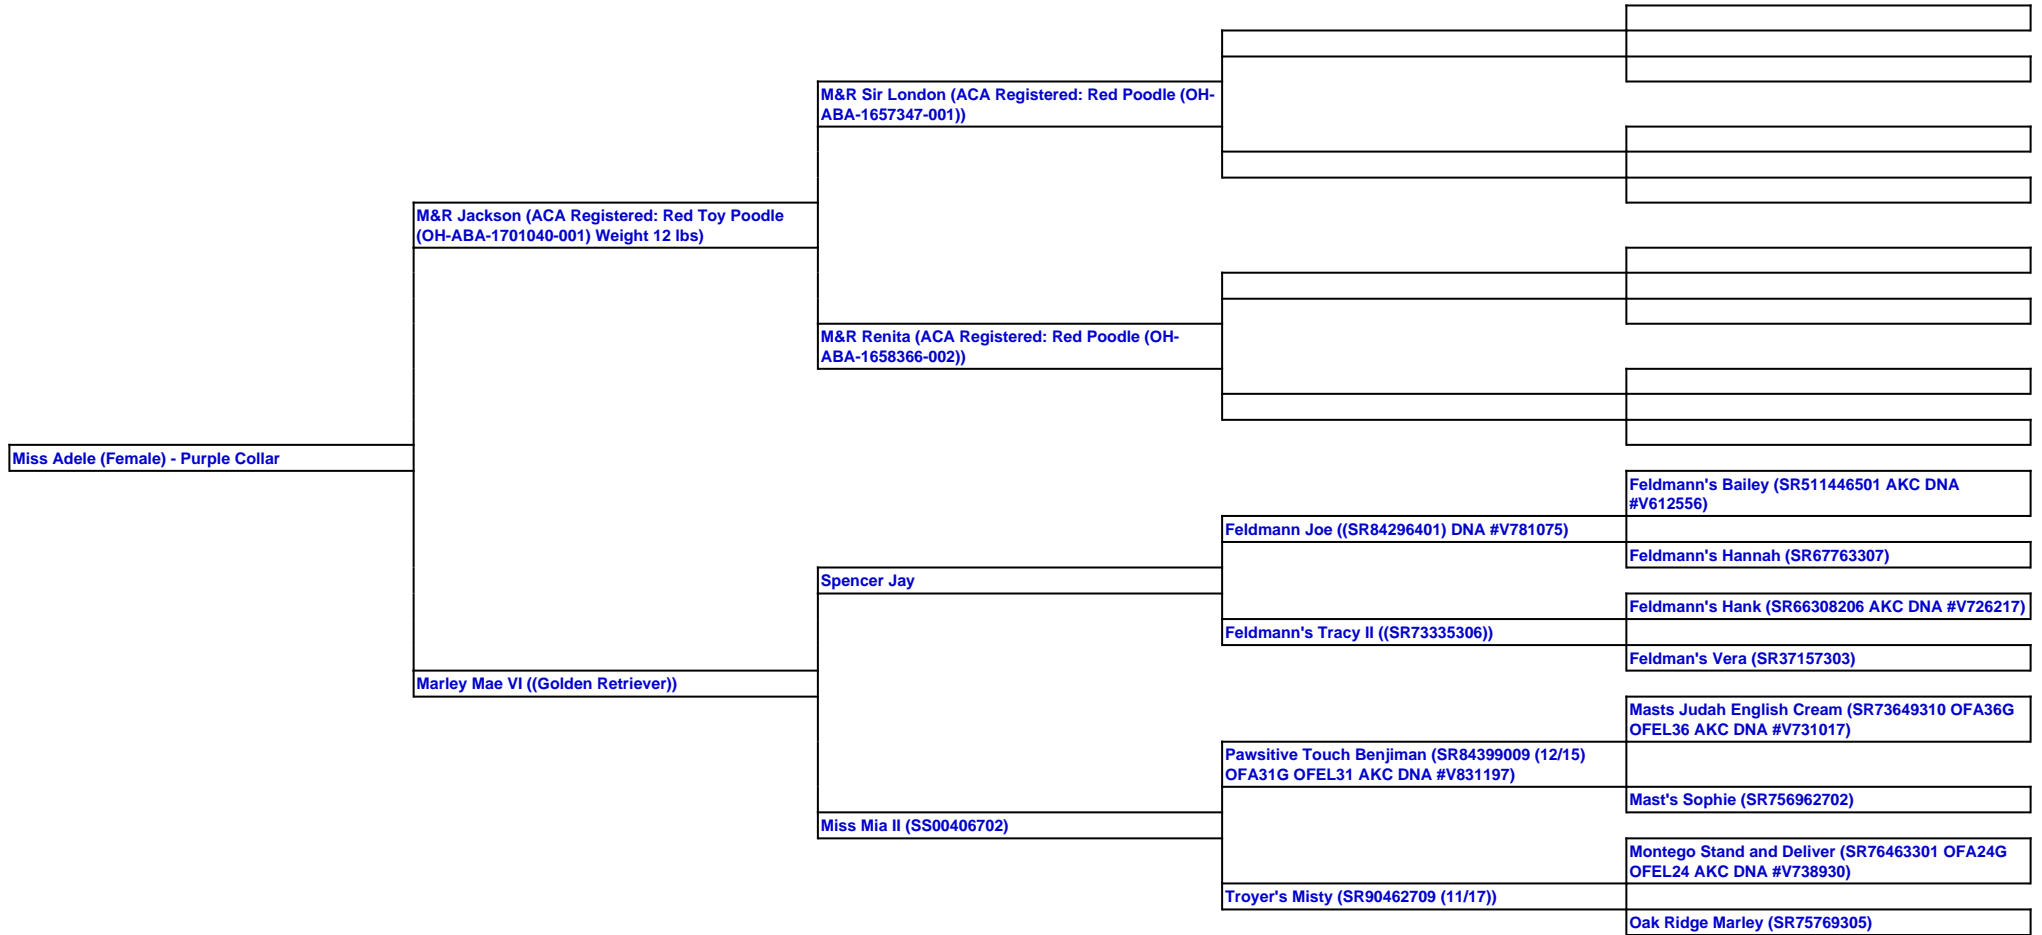 M&R Sir London (ACA Registered: Red Poodle (OH-
ABA-1657347-001))
M&R Jackson (ACA Registered: Red Toy Poodle
(OH-ABA-1701040-001) Weight 12 lbs)
M&R Renita (ACA Registered: Red Poodle (OH-
ABA-1658366-002))
Miss Adele (Female) - Purple Collar
Feldmann's Bailey (SR511446501 AKC DNA
#V612556)
Feldmann Joe ((SR84296401) DNA #V781075)
Feldmann's Hannah (SR67763307)
Spencer Jay
Feldmann's Hank (SR66308206 AKC DNA #V726217)
Feldmann's Tracy II ((SR73335306))
Feldman's Vera (SR37157303)
Marley Mae VI ((Golden Retriever))
Masts Judah English Cream (SR73649310 OFA36G
OFEL36 AKC DNA #V731017)
Pawsitive Touch Benjiman (SR84399009 (12/15)
OFA31G OFEL31 AKC DNA #V831197)
Mast's Sophie (SR756962702)
Miss Mia II (SS00406702)
Montego Stand and Deliver (SR76463301 OFA24G
OFEL24 AKC DNA #V738930)
Troyer's Misty (SR90462709 (11/17))
Oak Ridge Marley (SR75769305)